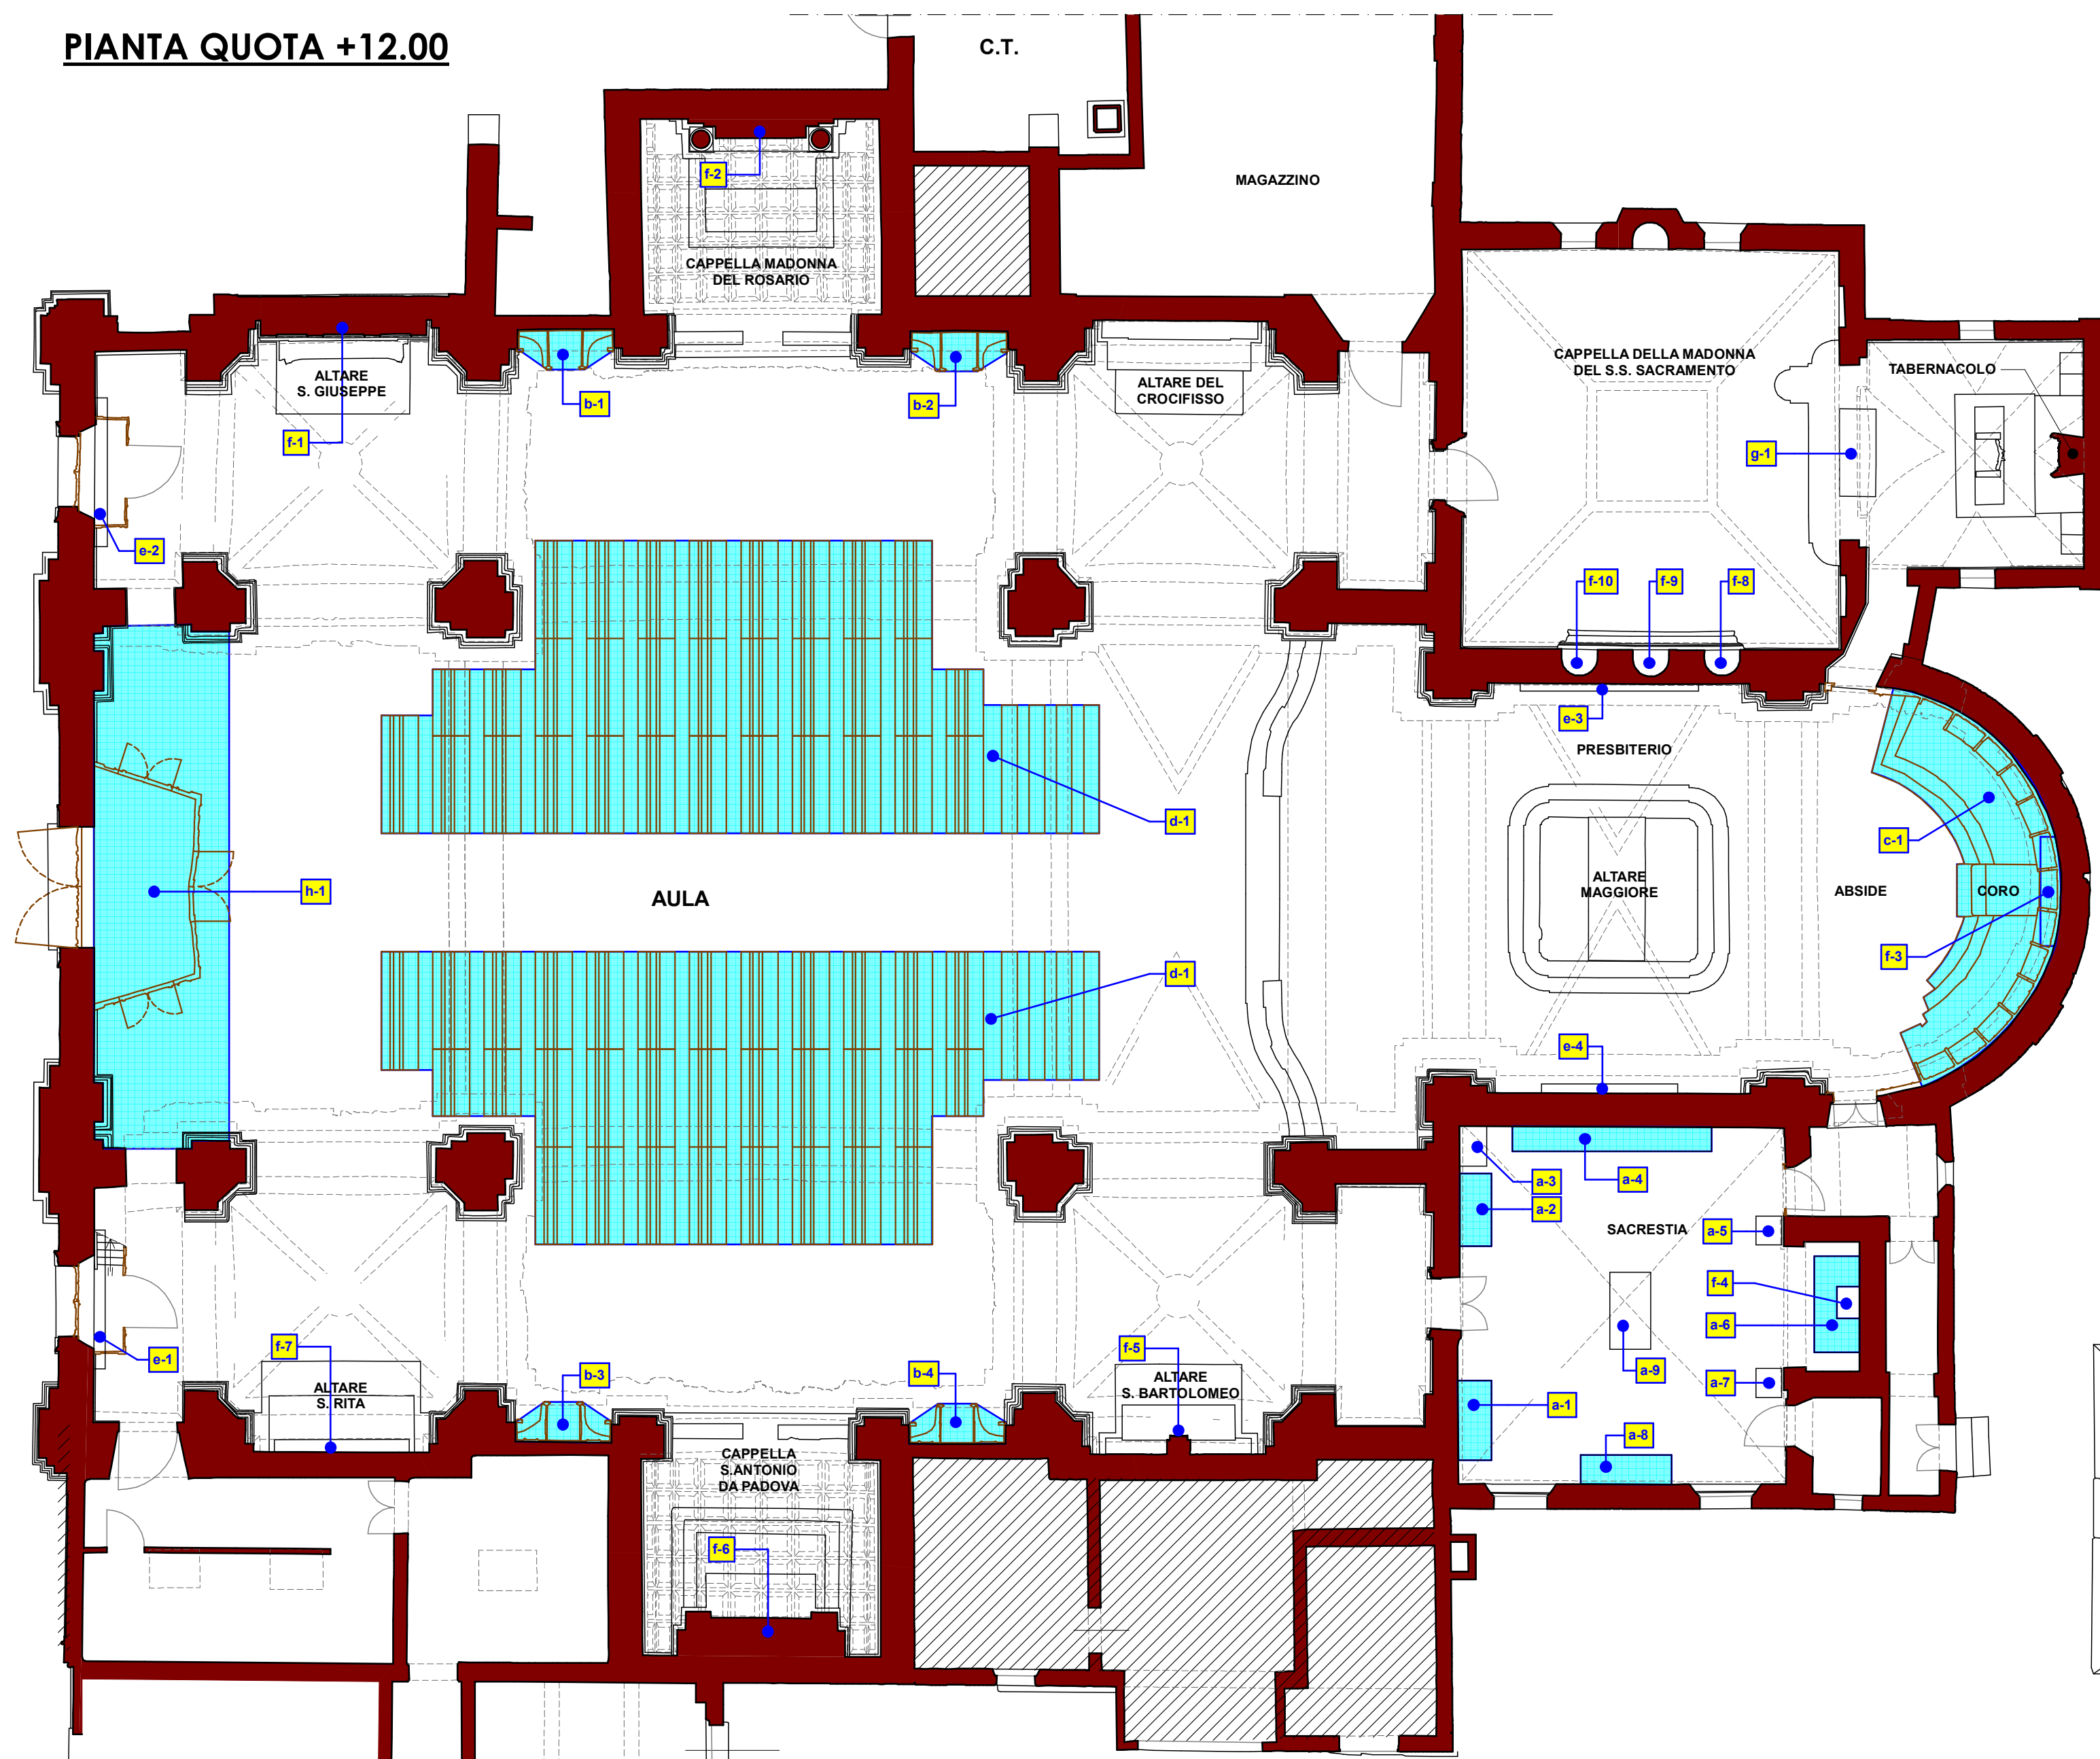 PIANTA QUOTA +12.00
C.T.
MAGAZZINO
f-2
CAPPELLA MADONNA
DEL ROSARIO
ALTARE
S. GIUSEPPE
f-1
b-1
b-2
ALTARE DEL
CROCIFISSO
CAPPELLA DELLA MADONNA
DEL S.S. SACRAMENTO
TABERNACOLO
g-1
e-2
f-10
f-9
f-8
e-3
PRESBITERIO
d-1
c-1
h-1
AULA
ALTARE
MAGGIORE
ABSIDE
CORO
f-3
d-1
e-4
a-3
a-4
a-2
SACRESTIA
a-5
f-4
a-6
e-1
f-7
ALTARE
S. RITA
b-3
b-4
f-5
ALTARE
S. BARTOLOMEO
a-9
a-7
a-1
a-8
CAPPELLA
S.ANTONIO
DA PADOVA
f-6